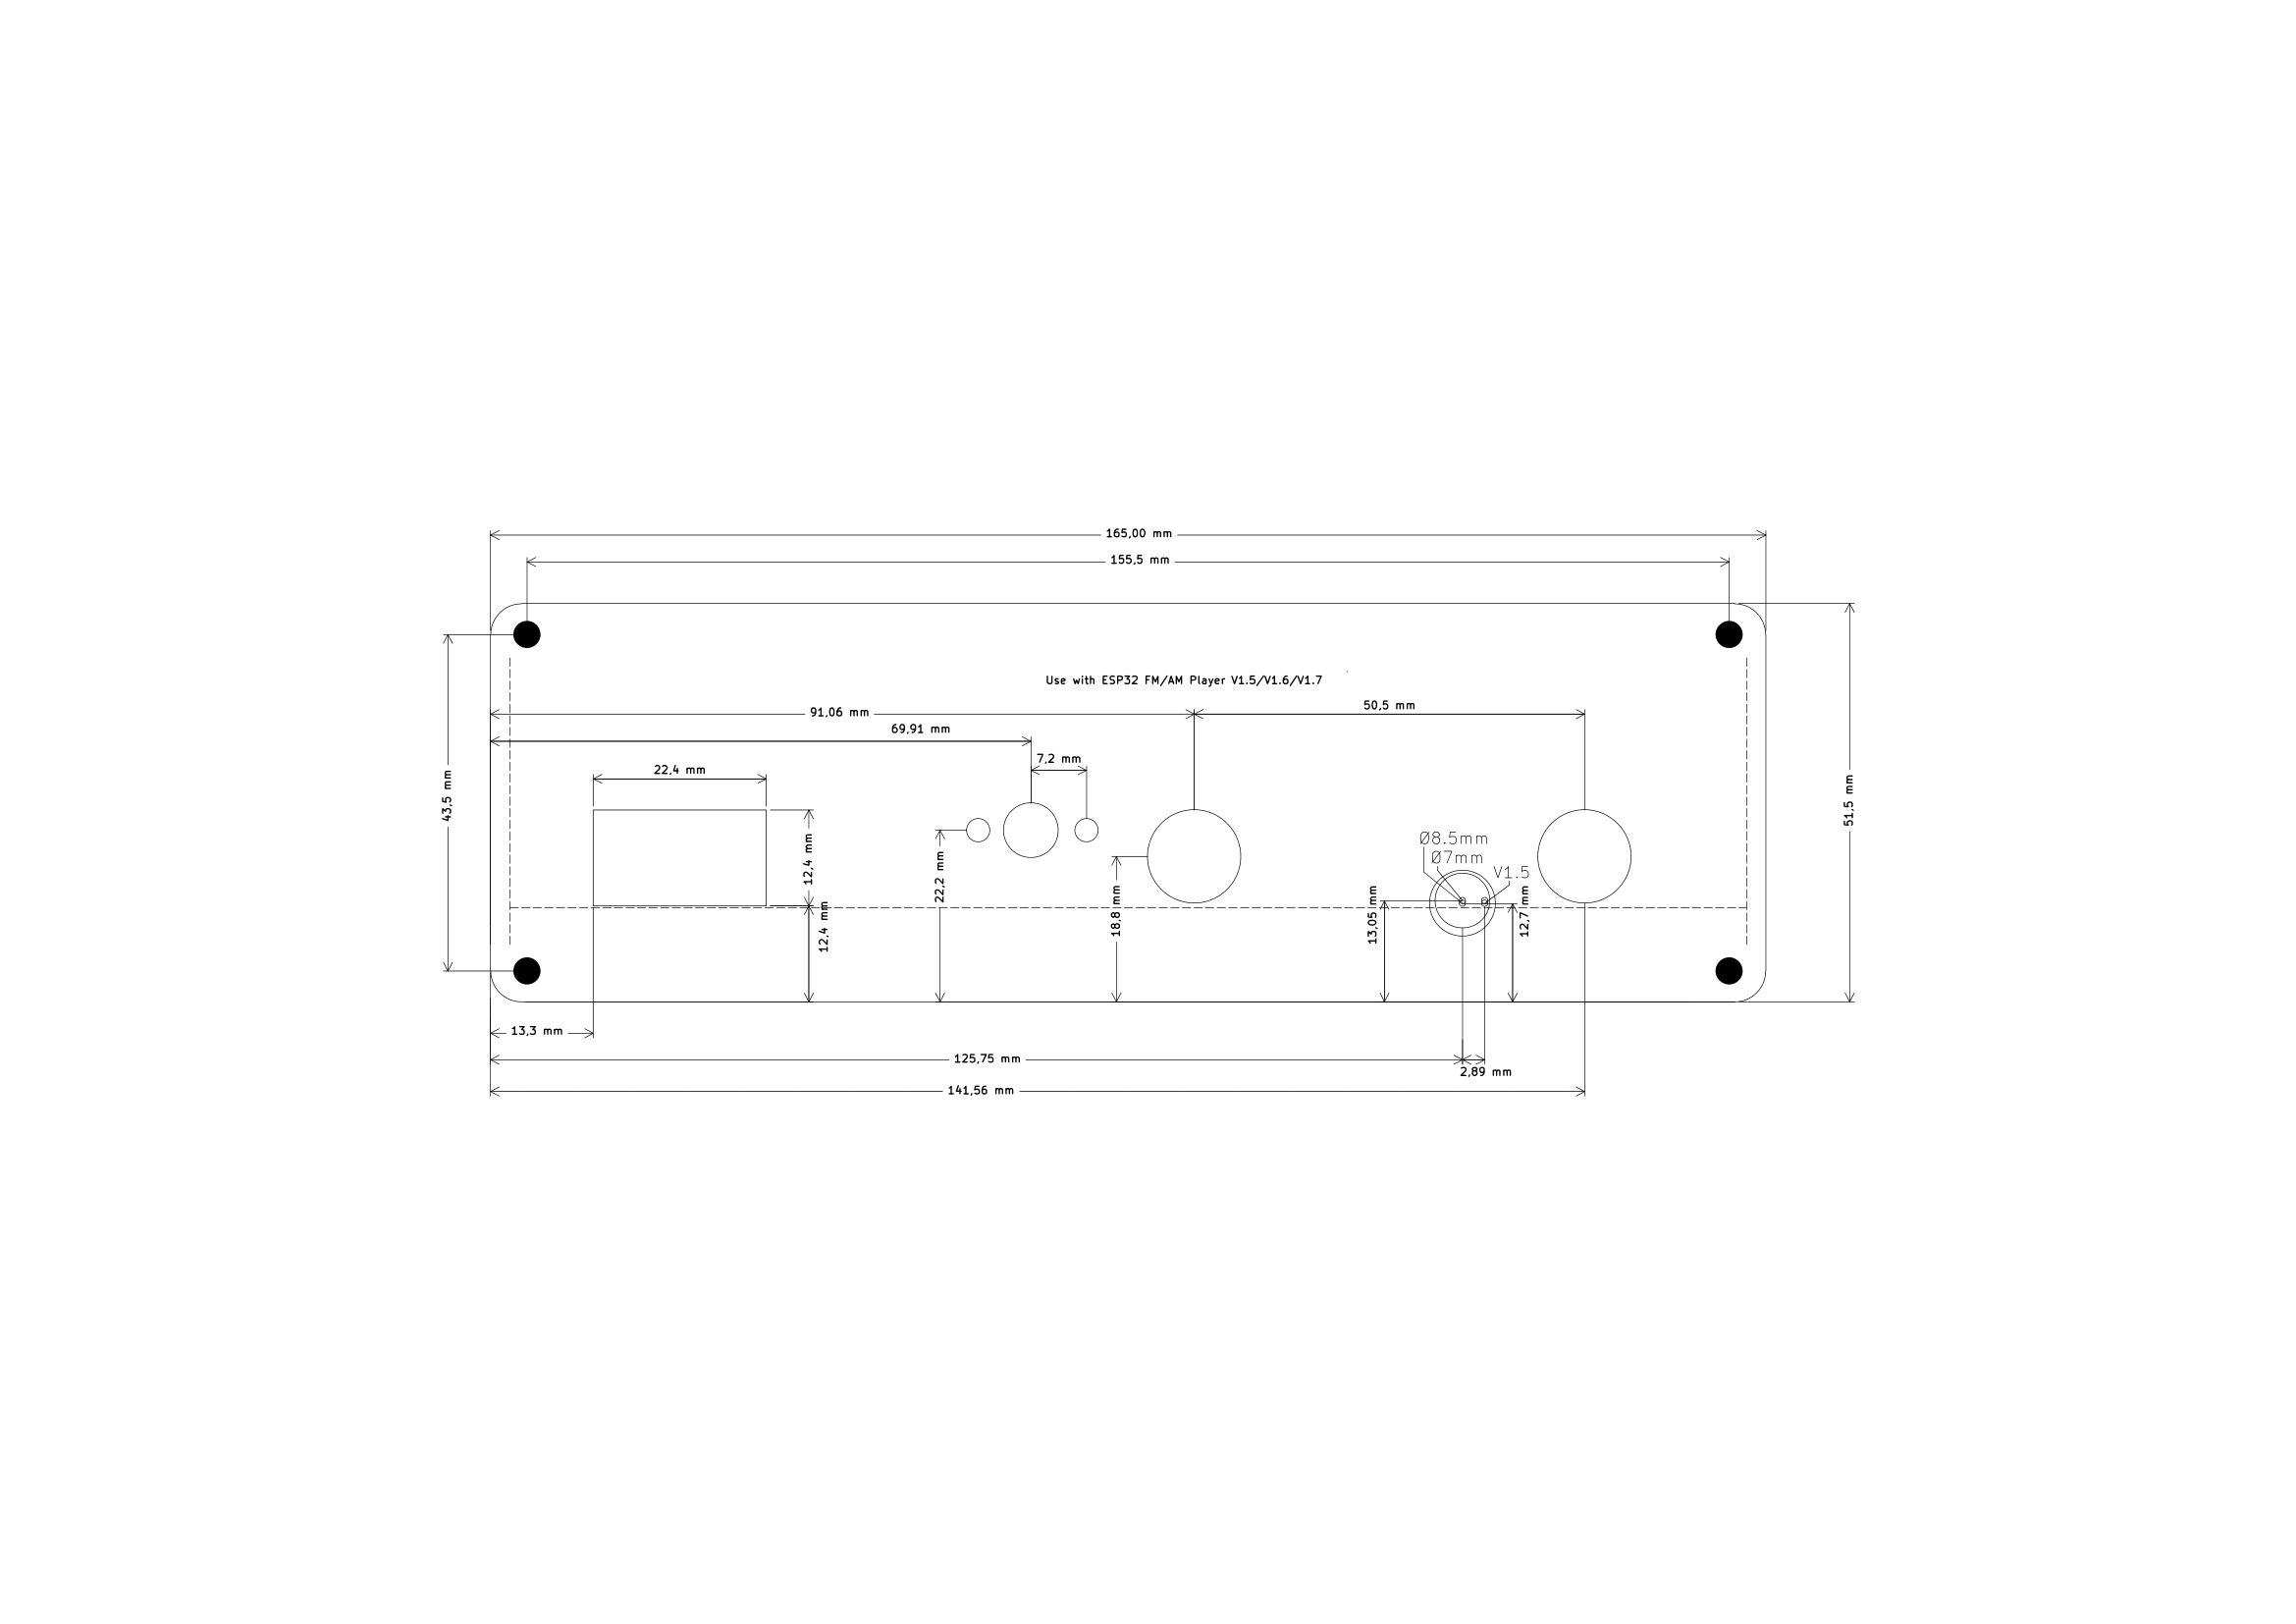 165,00 mm
155,5 mm
Use with ESP32 FM/AM Player V1.5/V1.6/V1.7
50,5 mm
91,06 mm
69,91 mm
7,2 mm
22,4 mm
43,5 mm
51,5 mm
12,4 mm
Ø8.5mm
Ø7mm
V1.5
22,2 mm
18,8 mm
13,05 mm
12,7 mm
12,4 mm
13,3 mm
125,75 mm
2,89 mm
141,56 mm